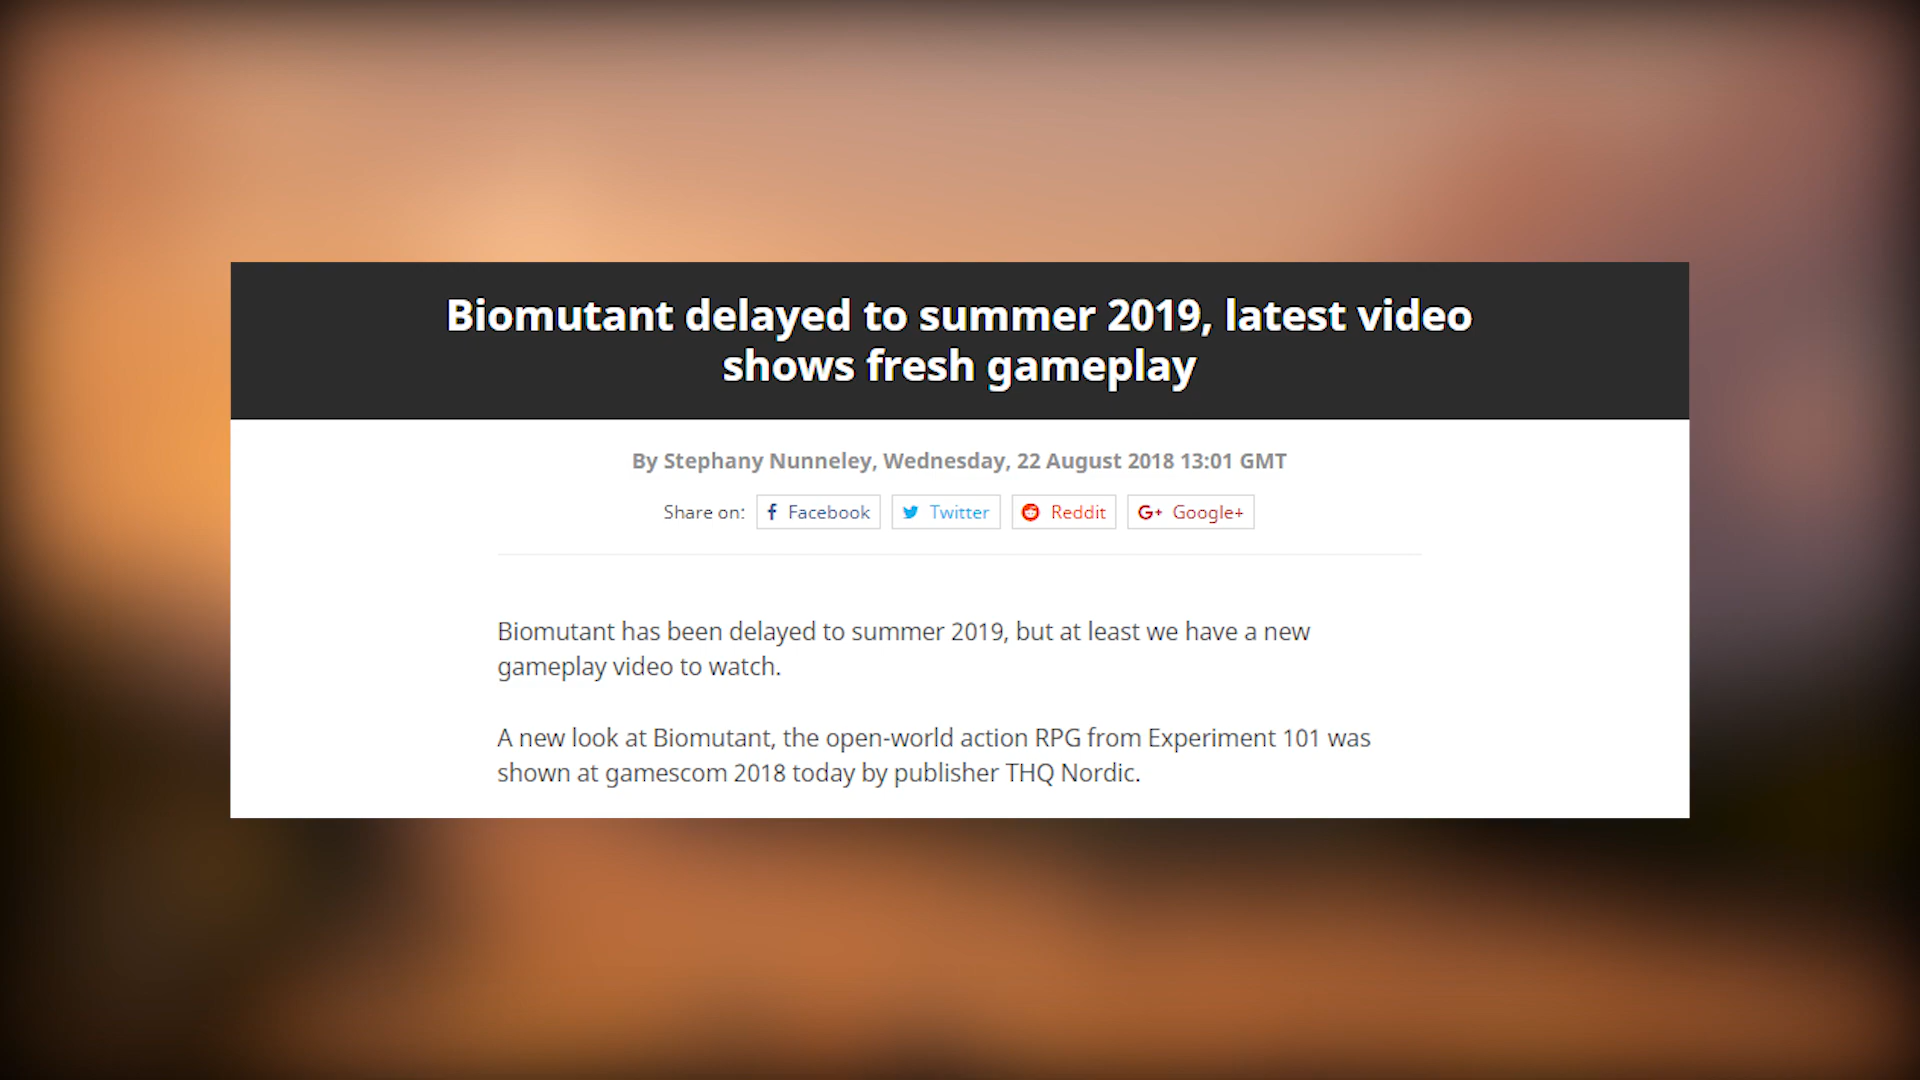 Biomutant delayed to summer 2019, latest video
shows fresh gameplay
By Stephany Nunneley, Wednesday, 22 August 2018 13:01 GMT
Share on: Facebook Twitter Reddit G+ Google+
Biomutant has been delayed to summer 2019, but at least we have a new
gameplay video to watch.
A new look at Biomutant, the open-world action RPG from Experiment 101 was
shown at gamescom 2018 today by publisher THQ Nordic.